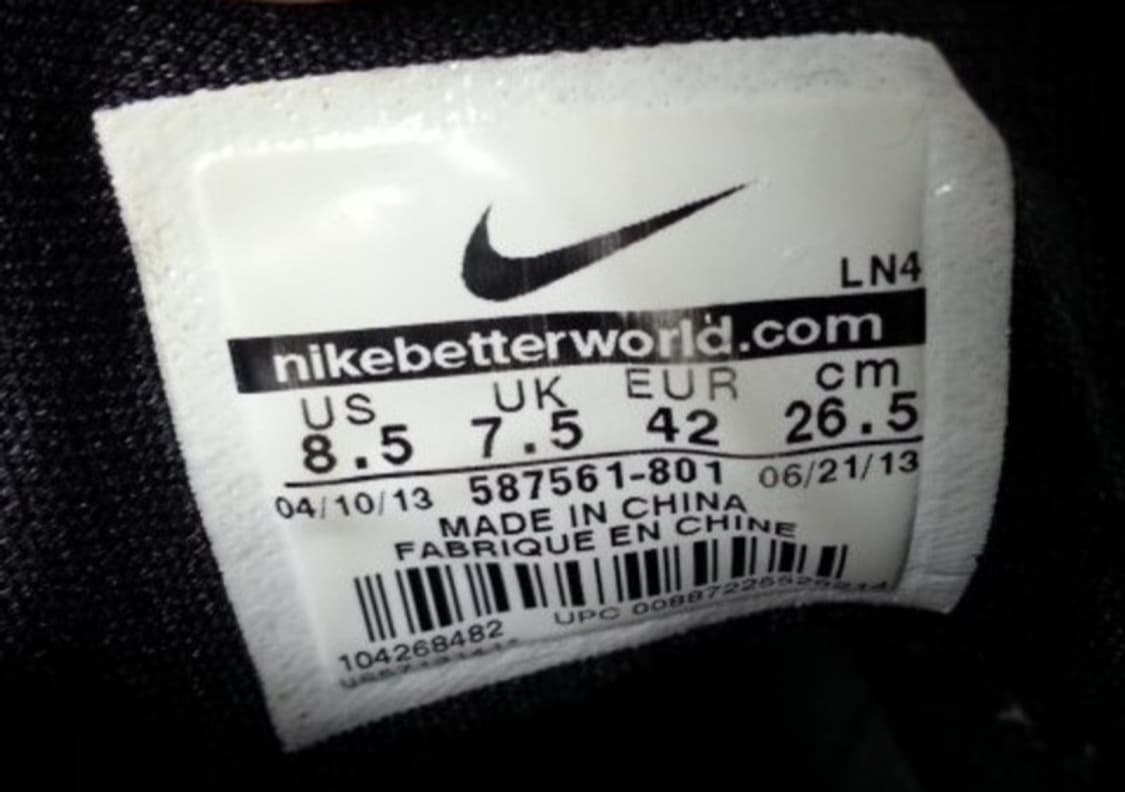 LN4
nikebetterworld.com
US UK EUR cm
8.5 7.5 42 26.5
04/10/13 587561-801 06/21/13
MADE IN CHINA
FABRIQUE EN CHINE
UPC
104268482